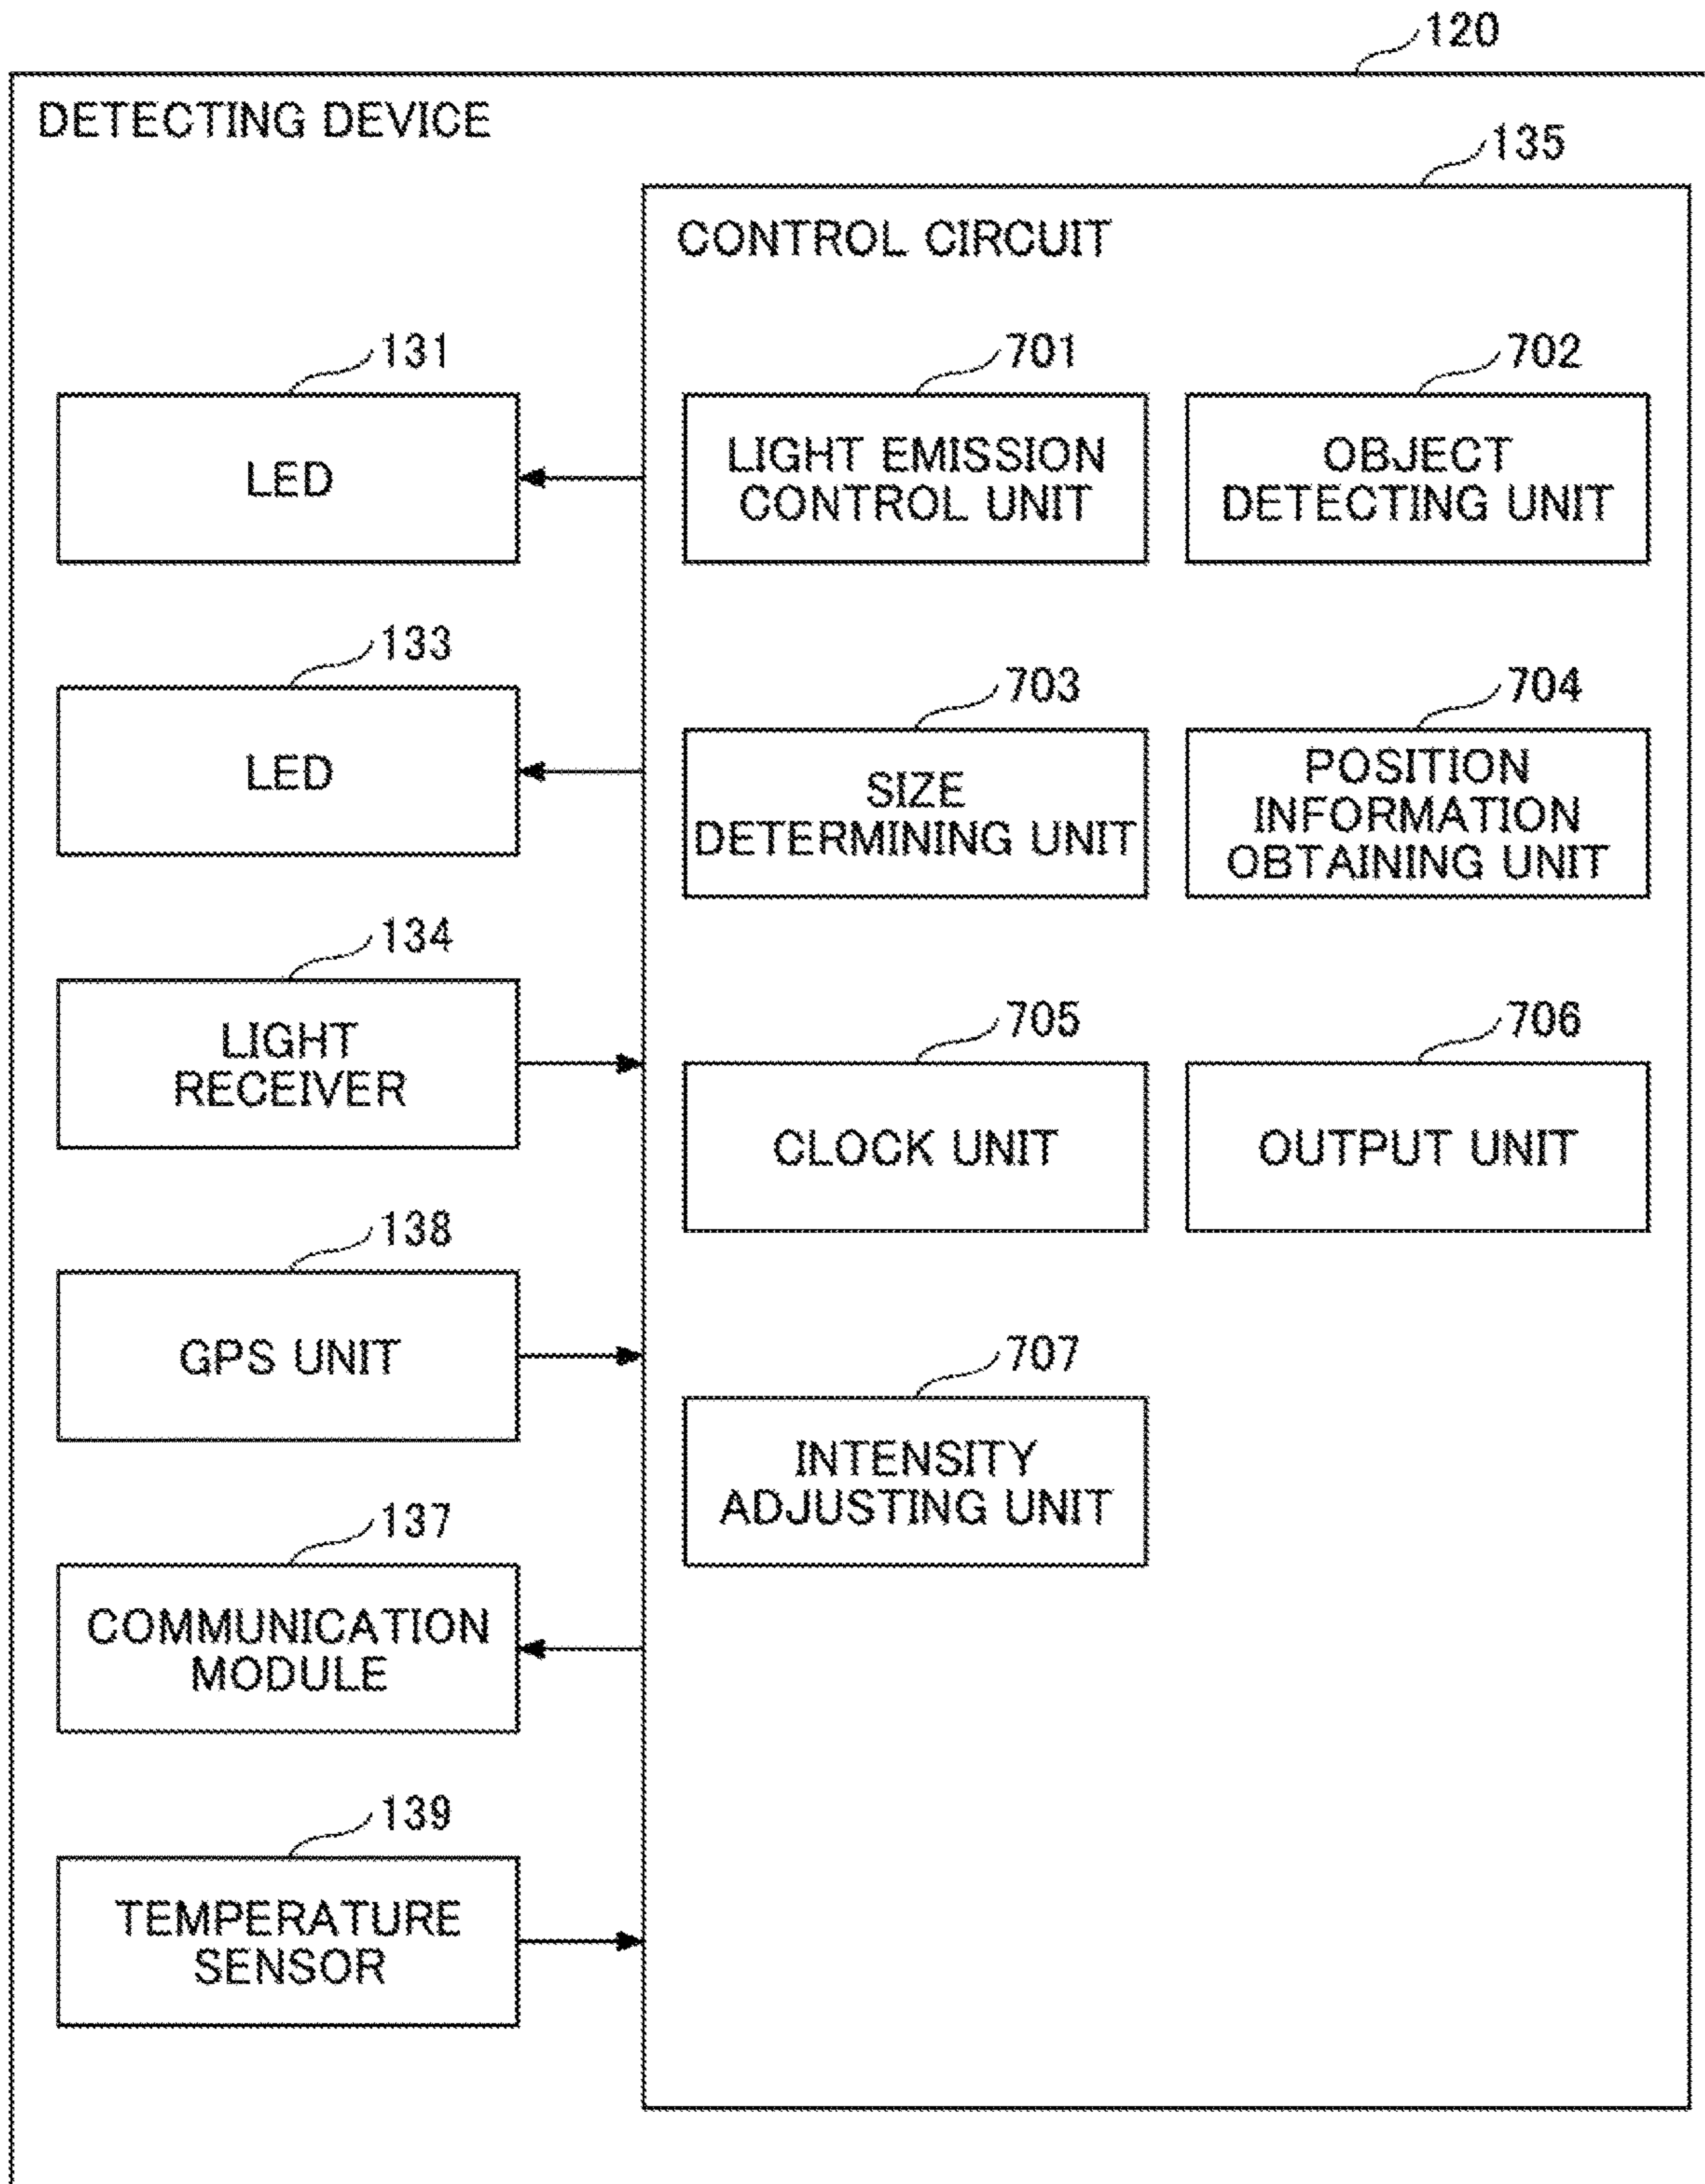 120
DETECTING DEVICE
135
CONTROL CIRCUIT
131
LED
133
LED
134
LIGHT
RECEIVER
138
GPS UNIT
137
COMMUNICATION
MODULE
139
TEMPERATURE
SENSOR
701
LIGHT EMISSION
CONTROL UNIT
702
OBJECT
DETECTING UNIT
703
SIZE
DETERMINING UNIT
704
POSITION
INFORMATION
OBTAINING UNIT
705
CLOCK UNIT
706
OUTPUT UNIT
707
INTENSITY
ADJUSTING UNIT